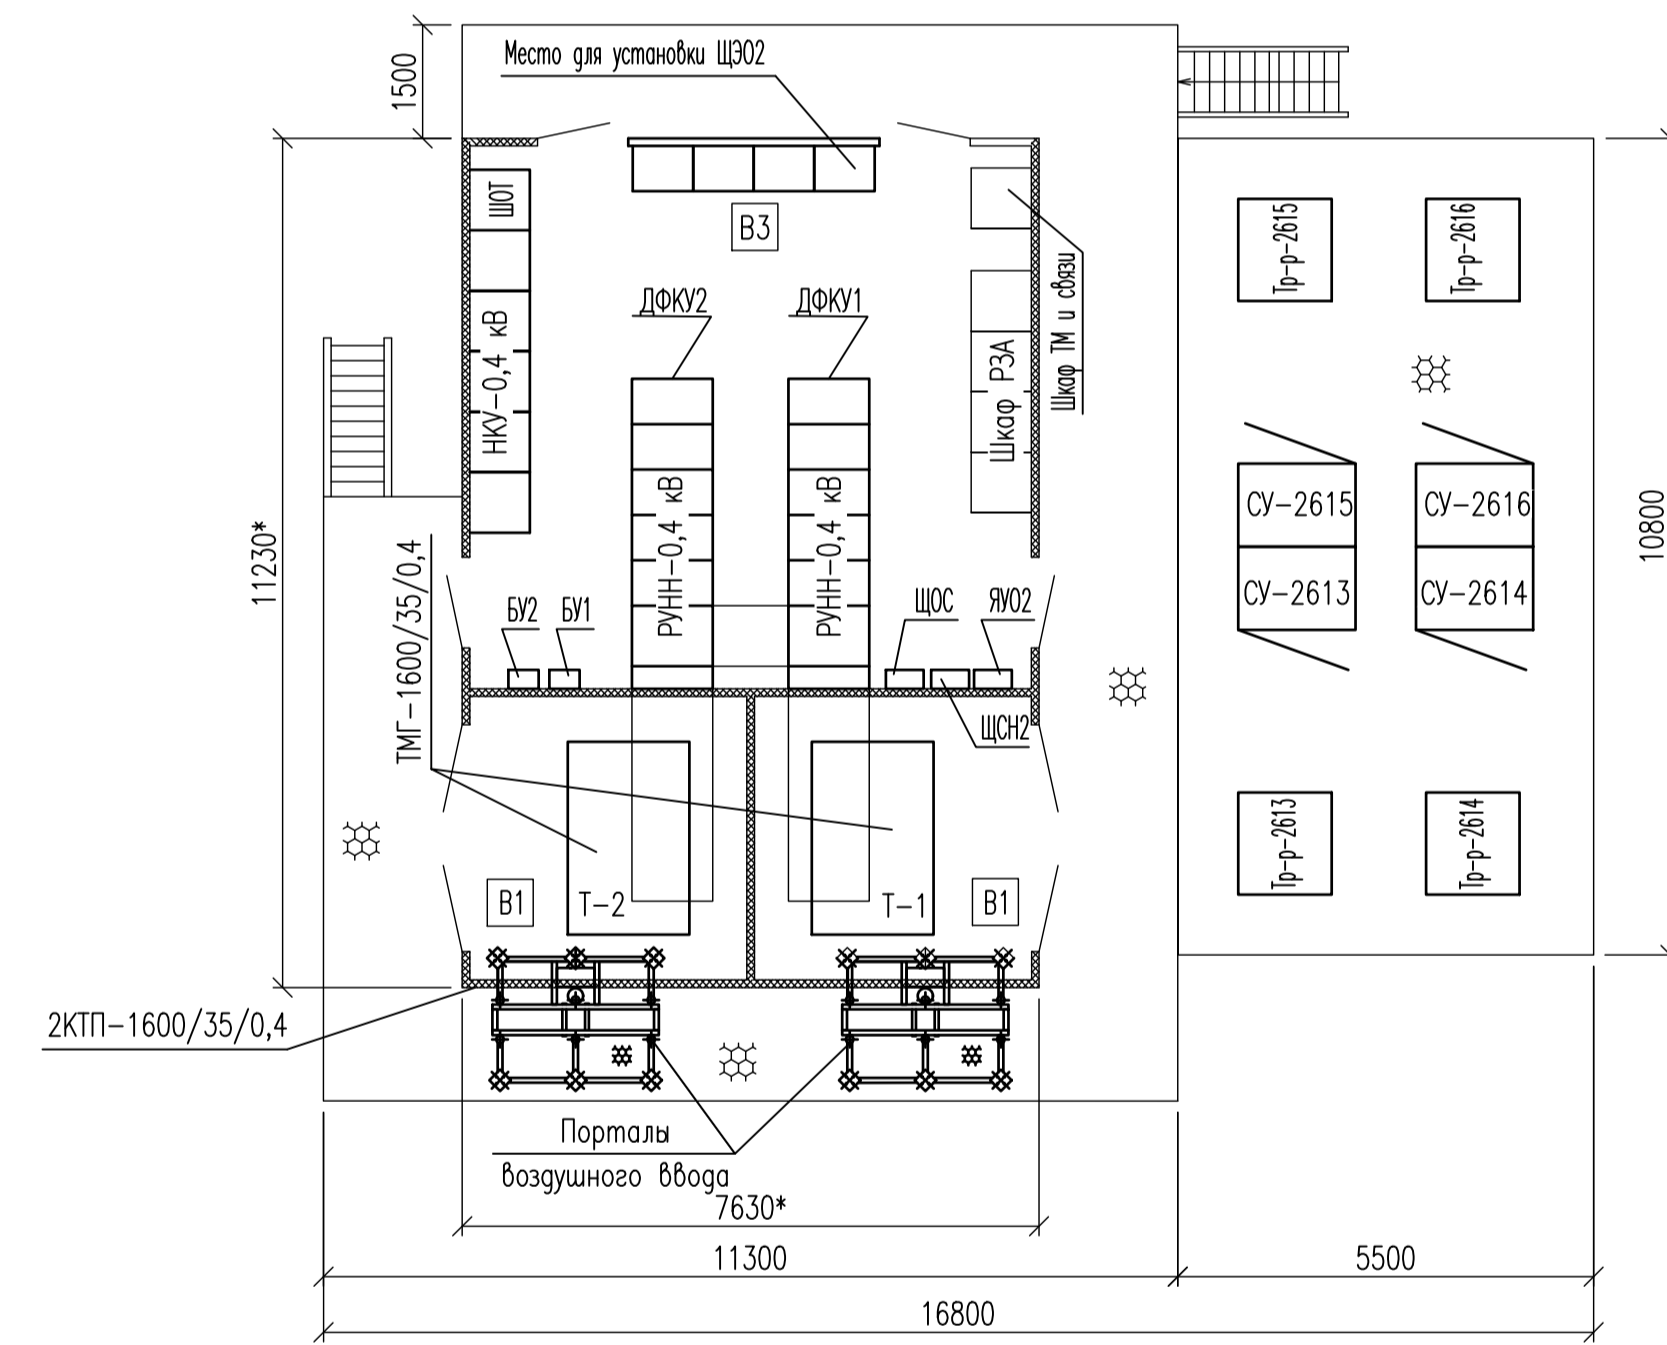 Место для установки ЩЭО2
1500
ШОТ
В3
Тр-р-2615
Тр-р-2616
ДФКУ2
ДФКУ1
Шкаф ТМ и связи
НКУ-0,4 кВ
Шкаф РЗА
СУ-2615
СУ-2616
СУ-2613
СУ-2614
РУНН-0,4 кВ
РУНН-0,4 кВ
11230*
10800
ТМГ-1600/35/0,4
БУ2
БУ1
ЩОС
ЯУО2
ЩСН2
Тр-р-2613
Тр-р-2614
В1
Т-2
Т-1
В1
2КТП-1600/35/0,4
Порталы
воздушного ввода
7630*
11300
5500
16800